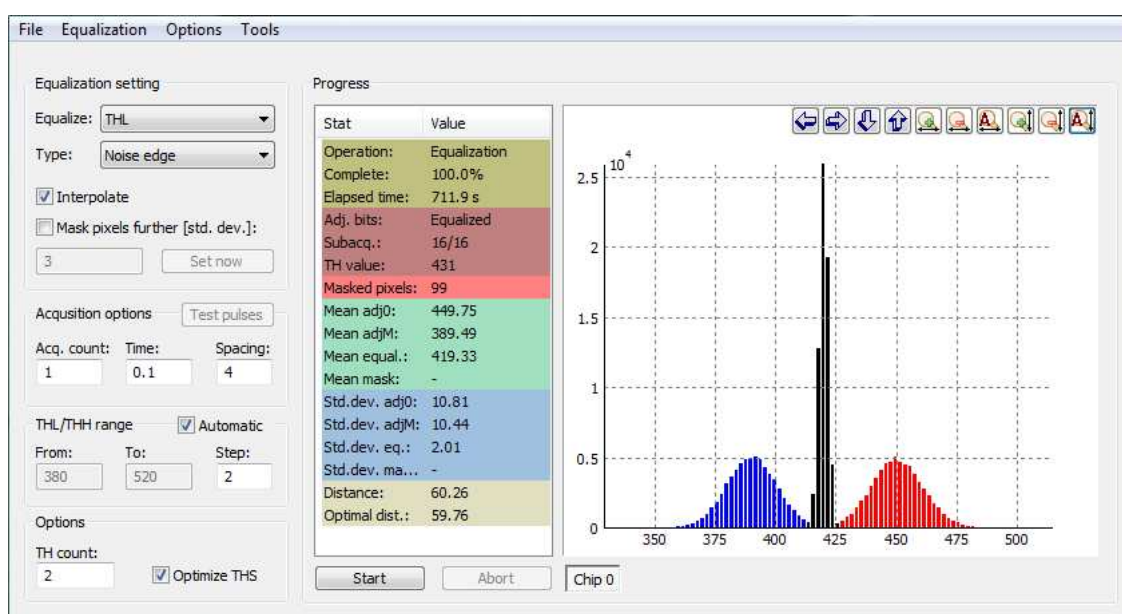 File Equalization Options Tools
Equalization setting
Equalize: THL
Type: Noise edge
Interpolate
Mask pixels further [std. dev.]:
3 Set now
Acqusition options Test pulses
Acq. count: Time: Spacing:
1 0.1 4
THL/THH range Automatic
From: To: Step:
380 520 2
Options
TH count:
2 Optimize THS
Progress
Stat Value
Operation: Equalization
Complete: 100.0%
Elapsed time: 711.9 s
Adj. bits: Equalized
Subacq.: 16/16
TH value: 431
Masked pixels: 99
Mean adj0: 449.75
Mean adjM: 389.49
Mean equal.: 419.33
Mean mask: -
Std.dev. adj0: 10.81
Std.dev. adjM: 10.44
Std.dev. eq.: 2.01
Std.dev. ma... -
Distance: 60.26
Optimal dist.: 59.76
Start Abort
A A
10^4
2.5
2
1.5
1
0.5
0
350 375 400 425 450 475 500
Chip 0